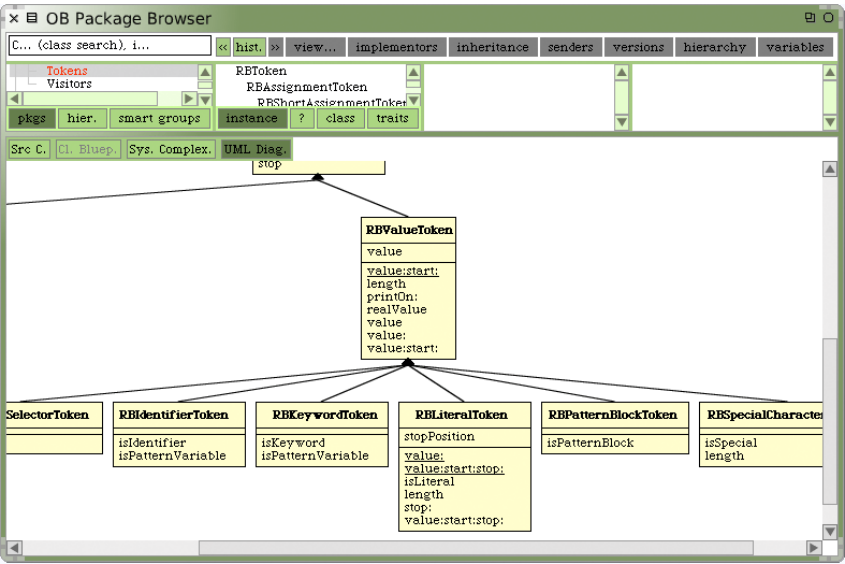 OB Package Browser
C... (class search), i...
« hist. » view... implementors inheritance senders versions hierarchy variables
Tokens
Visitors
RBToken
RBAssignmentToken
RBShortAssignmentToken
pkgs hier. smart groups instance ? class traits
Src C. Cl. Bluep. Sys. Complex. UML Diag.
stop
RBValueToken
value
value:start:
length
printOn:
realValue
value
value:
value:start:
SelectorToken
RBIdentifierToken
isIdentifier
isPatternVariable
RBKeywordToken
isKeyword
isPatternVariable
RBLiteralToken
stopPosition
value:
value:start:stop:
isLiteral
length
stop:
value:start:stop:
RBPatternBlockToken
isPatternBlock
RBSpecialCharacter
isSpecial
length